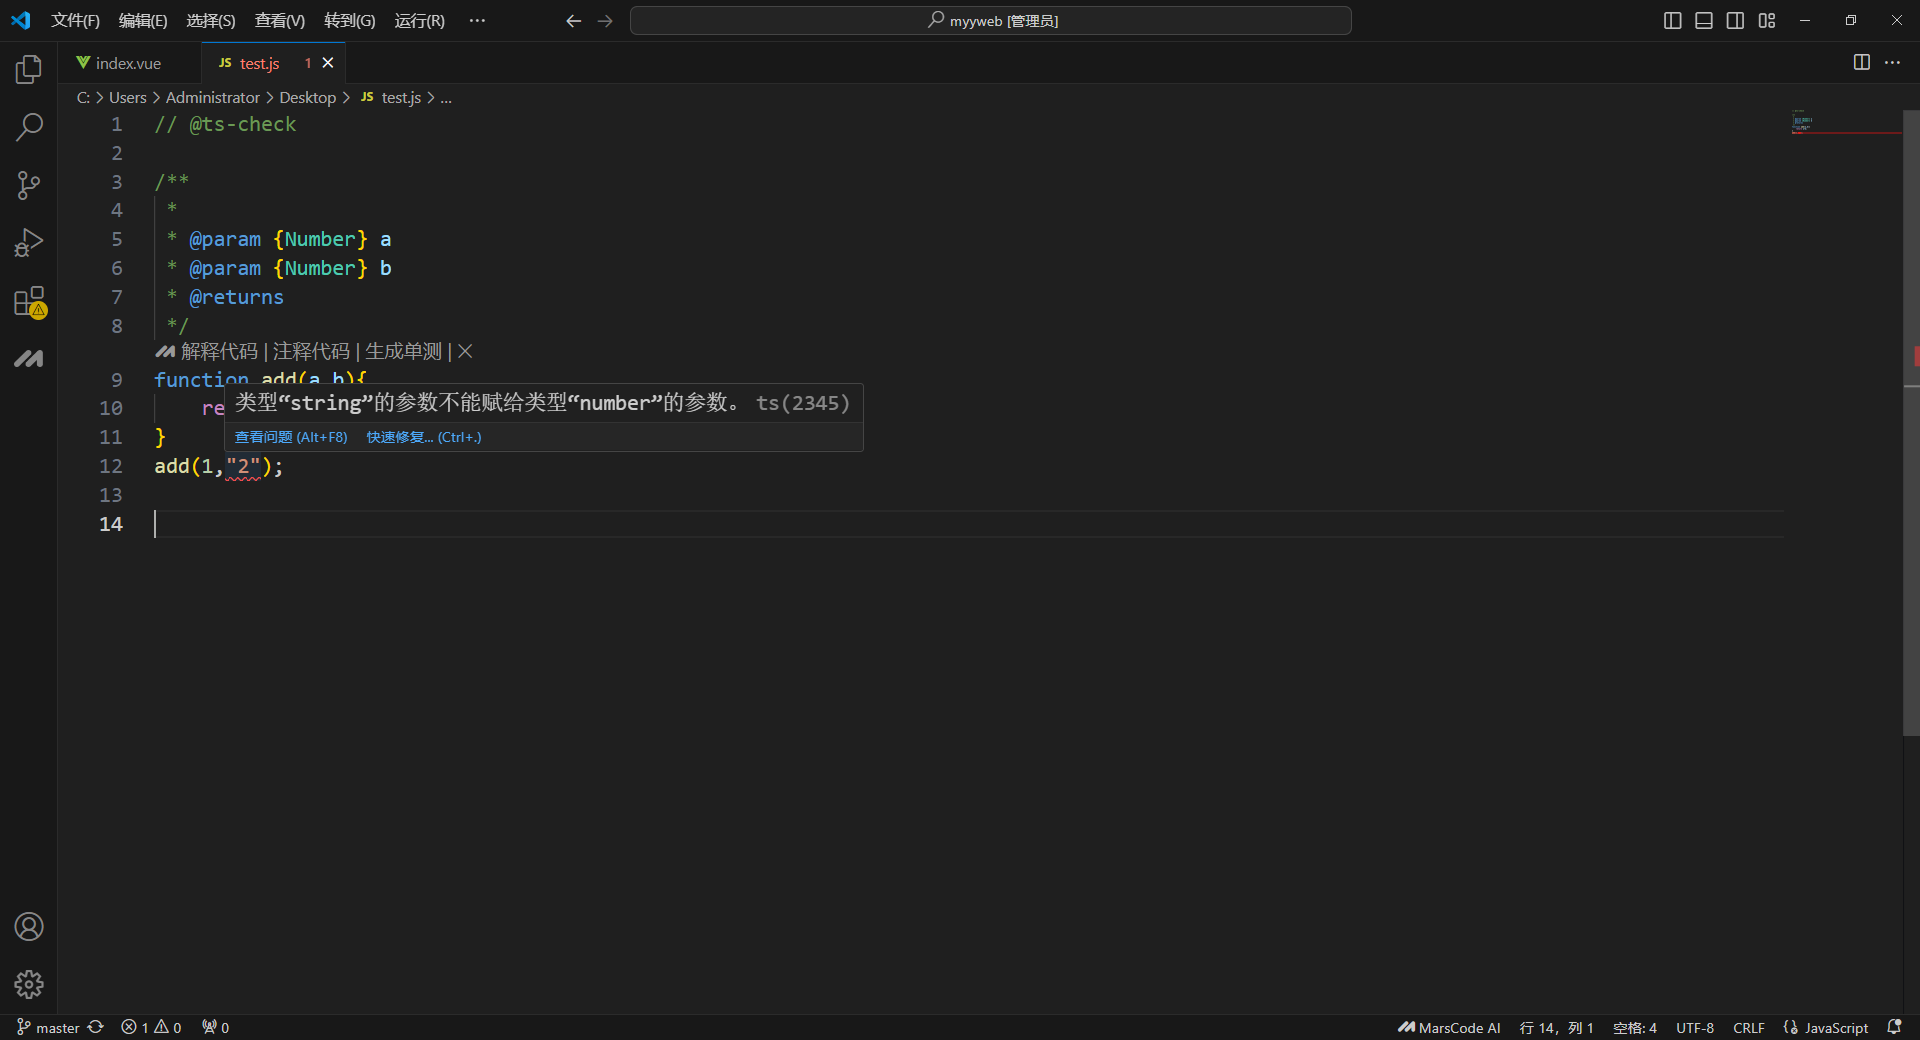 文件(F) 编辑(E) 选择(S) 查看(V) 转到(G) 运行(R) ··· myyweb [管理员]
index.vue JS test.js 1
C: > Users > Administrator > Desktop > JS test.js > ...
1 // @ts-check
2
3 /**
4 *
5 * @param {Number} a
6 * @param {Number} b
7 * @returns
8 */
解释代码 | 注释代码 | 生成单测 |
9 function add(a,b){
10 re
类型“string”的参数不能赋给类型“number”的参数。 ts(2345)
查看问题 (Alt+F8) 快速修复... (Ctrl+.)
11 }
12 add(1,"2");
13
14
master 1 0 0 MarsCode AI 行 14，列 1 空格: 4 UTF-8 CRLF JavaScript